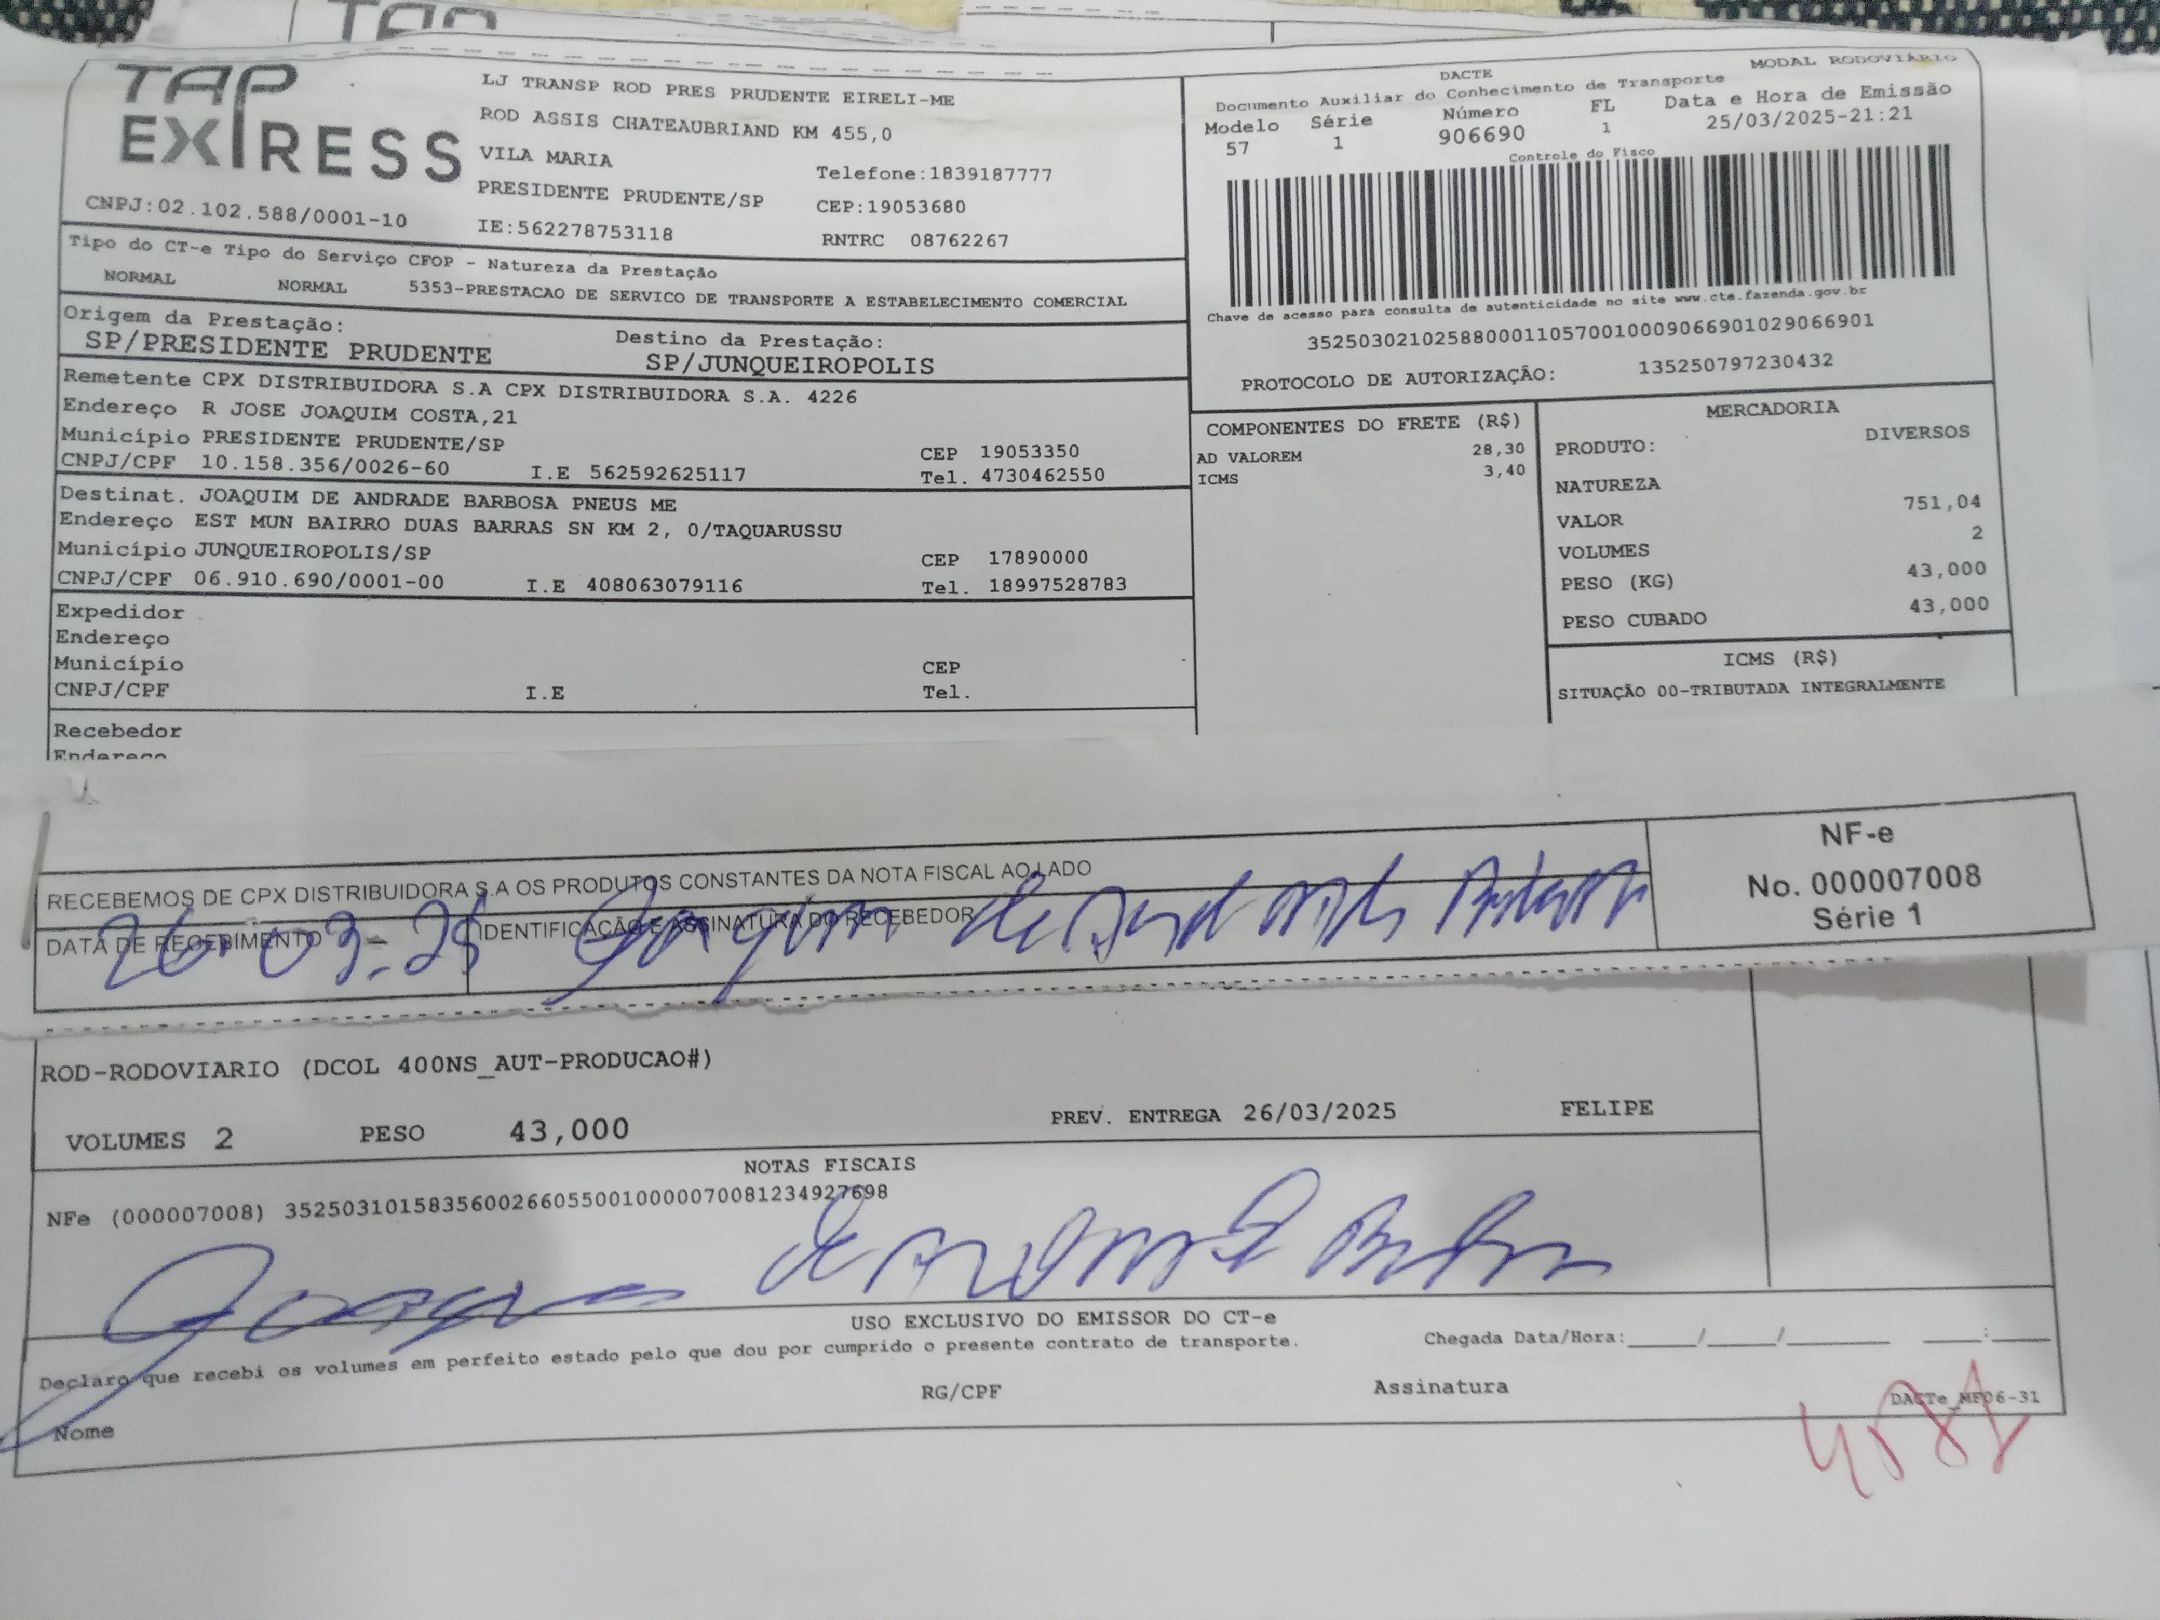 TAP
EXPRESS
CNPJ:02.102.588/0001-10
LJ TRANSP ROD PRES PRUDENTE EIRELI-ME
ROD ASSIS CHATEAUBRIAND KM 455,0
VILA MARIA Telefone:1839187777
PRESIDENTE PRUDENTE/SP CEP:19053680
IE:562278753118 RNTRC 08762267
DACTE MODAL RODOVIÁRIO
Documento Auxiliar do Conhecimento de Transporte
Modelo Série Número FL Data e Hora de Emissão
57 1 906690 1 25/03/2025-21:21
Controle do Fisco
Chave de acesso para consulta de autenticidade no site www.cte.fazenda.gov.br
35250302102588000110570010009066901029066901
PROTOCOLO DE AUTORIZAÇÃO: 135250797230432
Tipo do CT-e Tipo do Serviço CFOP - Natureza da Prestação
NORMAL NORMAL 5353-PRESTACAO DE SERVICO DE TRANSPORTE A ESTABELECIMENTO COMERCIAL
Origem da Prestação: Destino da Prestação:
SP/PRESIDENTE PRUDENTE SP/JUNQUEIROPOLIS
Remetente CPX DISTRIBUIDORA S.A CPX DISTRIBUIDORA S.A. 4226
Endereço R JOSE JOAQUIM COSTA,21
Município PRESIDENTE PRUDENTE/SP CEP 19053350
CNPJ/CPF 10.158.356/0026-60 I.E 562592625117 Tel. 4730462550
Destinat. JOAQUIM DE ANDRADE BARBOSA PNEUS ME
Endereço EST MUN BAIRRO DUAS BARRAS SN KM 2, 0/TAQUARUSSU
Município JUNQUEIROPOLIS/SP CEP 17890000
CNPJ/CPF 06.910.690/0001-00 I.E 408063079116 Tel. 18997528783
Expedidor
Endereço
Município CEP
CNPJ/CPF I.E Tel.
Recebedor
Endereço
COMPONENTES DO FRETE (R$)
AD VALOREM 28,30
ICMS 3,40
MERCADORIA
PRODUTO: DIVERSOS
NATUREZA
VALOR 751,04
VOLUMES 2
PESO (KG) 43,000
PESO CUBADO 43,000
ICMS (R$)
SITUAÇÃO 00-TRIBUTADA INTEGRALMENTE
RECEBEMOS DE CPX DISTRIBUIDORA S.A OS PRODUTOS CONSTANTES DA NOTA FISCAL AO LADO
DATA DE RECEBIMENTO IDENTIFICAÇÃO E ASSINATURA DO RECEBEDOR
26-03-25 Joaquim de Andrade Barbosa
NF-e
No. 000007008
Série 1
ROD-RODOVIARIO (DCOL 400NS_AUT-PRODUCAO#)
VOLUMES 2 PESO 43,000 PREV. ENTREGA 26/03/2025 FELIPE
NOTAS FISCAIS
NFe (000007008) 35250310158356002660550010000070081234927698
Joaquim de Andrade Barbosa
USO EXCLUSIVO DO EMISSOR DO CT-e
Declaro que recebi os volumes em perfeito estado pelo que dou por cumprido o presente contrato de transporte. Chegada Data/Hora:_____/_____/_______ ____:____
Nome RG/CPF Assinatura DACTe_MF06-31